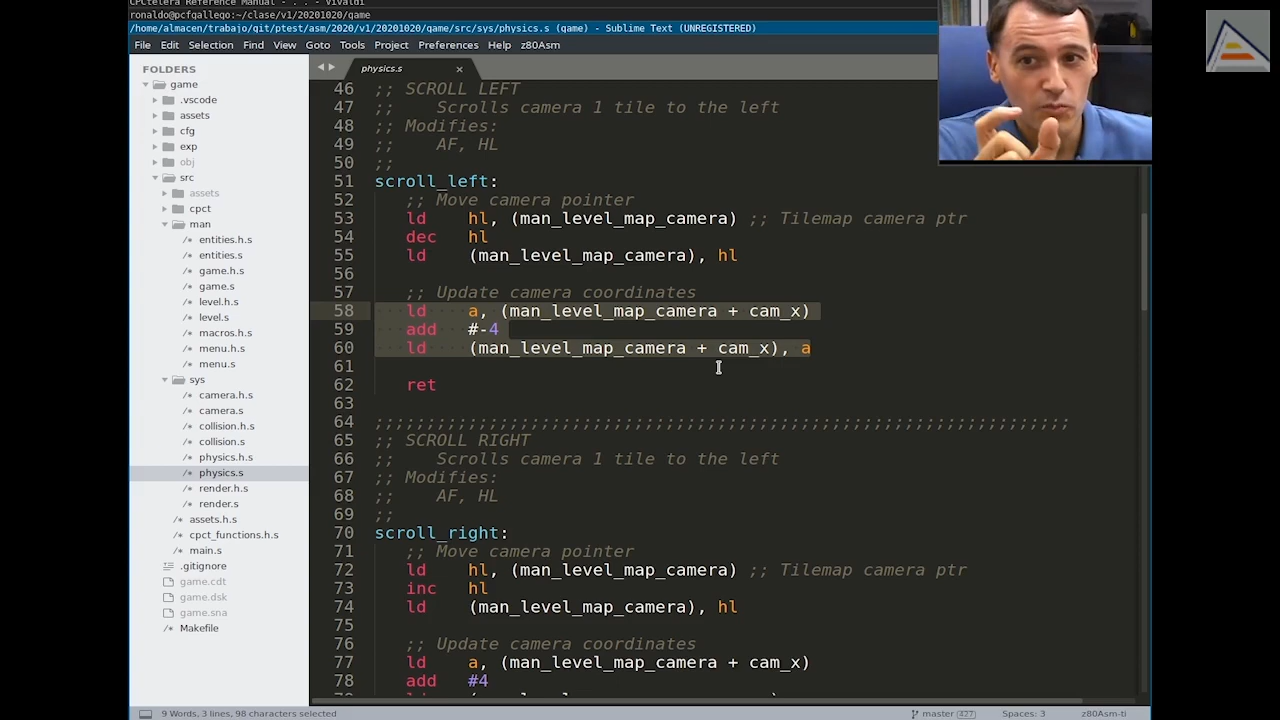 CPCtelera Reference Manual - . . - Vivaldi
ronaldo@pcfgallego:~/clase/v1/20201020/game
/home/almacen/trabajo/git/ptest/asm/2020/v1/20201020/game/src/sys/physics.s (game) - Sublime Text (UNREGISTERED)
File Edit Selection Find View Goto Tools Project Preferences Help z80Asm
FOLDERS
game
.vscode
assets
cfg
exp
obj
src
assets
cpct
man
entities.h.s
entities.s
game.h.s
game.s
level.h.s
level.s
macros.h.s
menu.h.s
menu.s
sys
camera.h.s
camera.s
collision.h.s
collision.s
physics.h.s
physics.s
render.h.s
render.s
assets.h.s
cpct_functions.h.s
main.s
.gitignore
game.cdt
game.dsk
game.sna
Makefile
physics.s
46 ;; SCROLL LEFT
47 ;;    Scrolls camera 1 tile to the left
48 ;; Modifies:
49 ;;    AF, HL
50 ;;
51 scroll_left:
52    ;; Move camera pointer
53    ld    hl, (man_level_map_camera) ;; Tilemap camera ptr
54    dec   hl
55    ld    (man_level_map_camera), hl
56
57    ;; Update camera coordinates
58    ld    a, (man_level_map_camera + cam_x)
59    add   #-4
60    ld    (man_level_map_camera + cam_x), a
61
62    ret
63
64 ;;;;;;;;;;;;;;;;;;;;;;;;;;;;;;;;;;;;;;;;;;;;;;;;;;;;;;;;;;;;;;;;;;;
65 ;; SCROLL RIGHT
66 ;;    Scrolls camera 1 tile to the left
67 ;; Modifies:
68 ;;    AF, HL
69 ;;
70 scroll_right:
71    ;; Move camera pointer
72    ld    hl, (man_level_map_camera) ;; Tilemap camera ptr
73    inc   hl
74    ld    (man_level_map_camera), hl
75
76    ;; Update camera coordinates
77    ld    a, (man_level_map_camera + cam_x)
78    add   #4
9 Words, 3 lines, 98 characters selected
master 427
Spaces: 3
z80Asm-ti